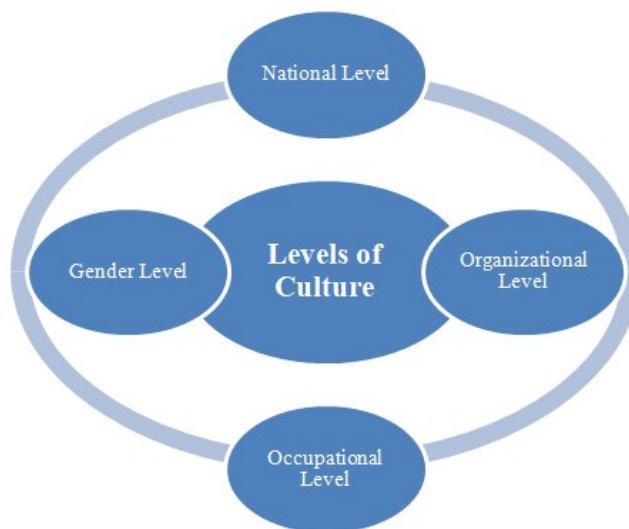 National Level
Gender Level
Levels of
Culture
Organizational
Level
Occupational
Level